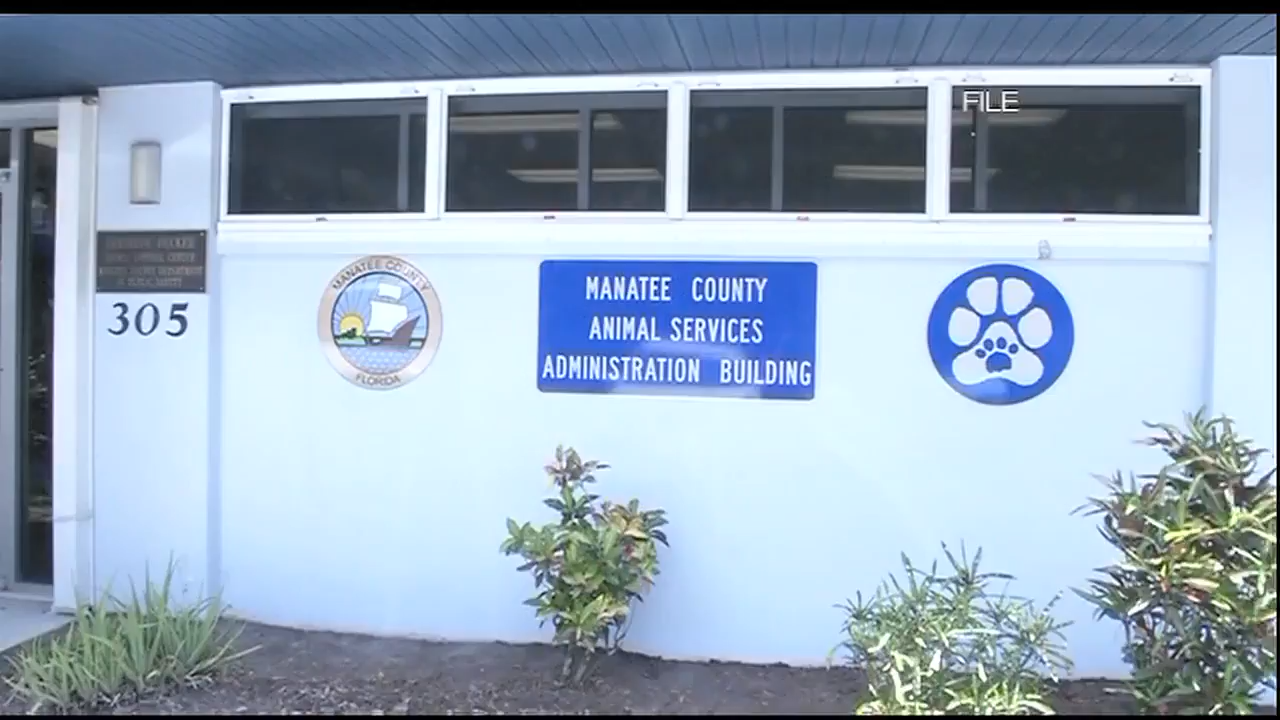 FILE
305
MANATEE COUNTY
FLORIDA
MANATEE COUNTY
ANIMAL SERVICES
ADMINISTRATION BUILDING